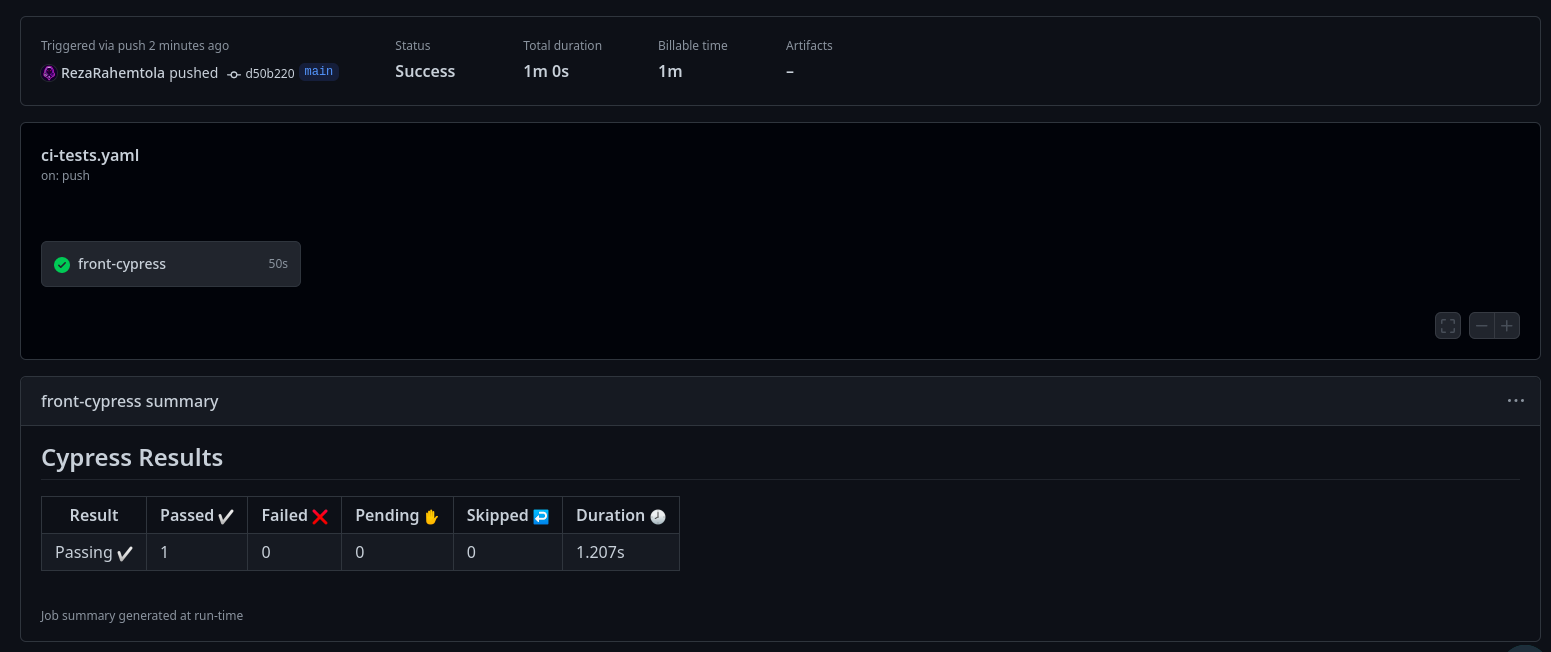 Triggered via push 2 minutes ago
RezaRahemtola pushed d50b220 main
Status
Success
Total duration
1m 0s
Billable time
1m
Artifacts
–
ci-tests.yaml
on: push
front-cypress 50s
front-cypress summary
Cypress Results
Result Passed ✔️ Failed ❌ Pending ✋ Skipped ↩️ Duration 🕗
Passing ✔️ 1 0 0 0 1.207s
Job summary generated at run-time